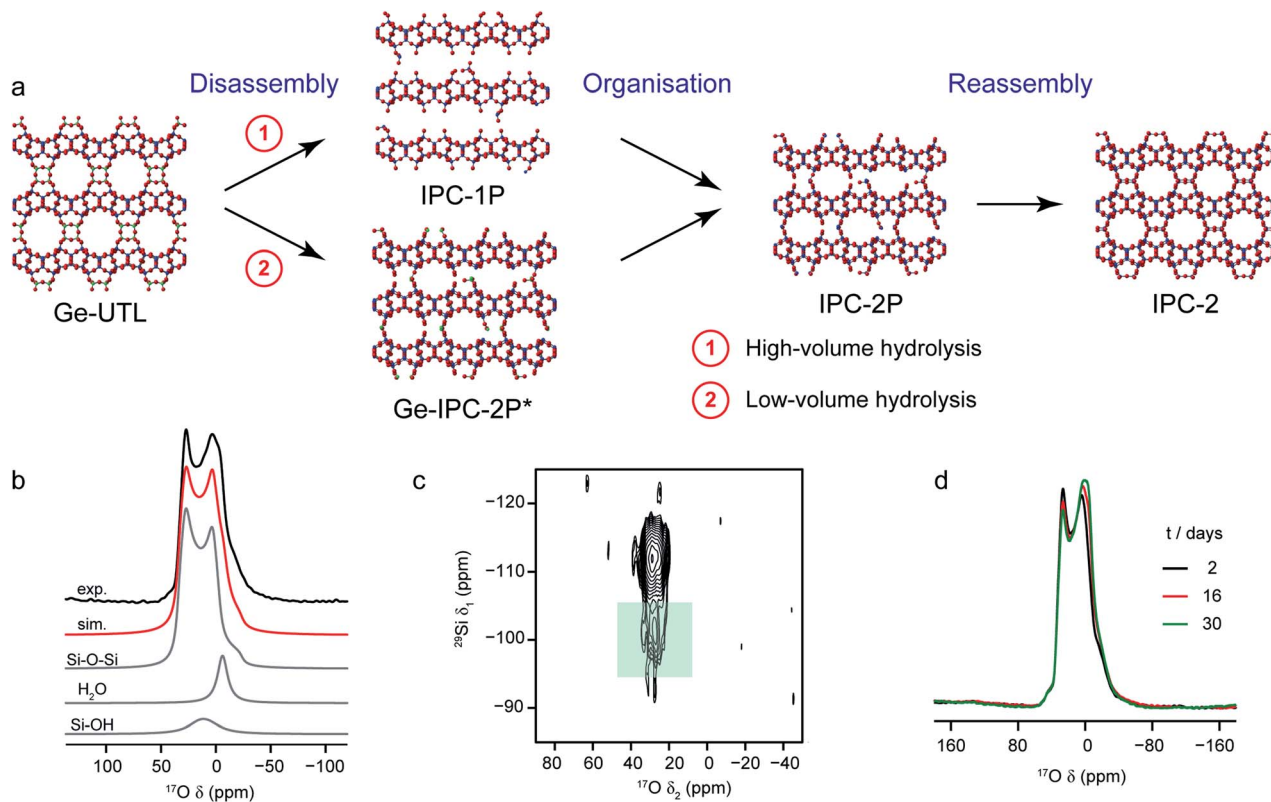 a
Disassembly
Organisation
Reassembly
1
2
Ge-UTL
IPC-1P
Ge-IPC-2P*
IPC-2P
IPC-2
1 High-volume hydrolysis
2 Low-volume hydrolysis
b
exp.
sim.
Si-O-Si
H₂O
Si-OH
100 50 0 −50 −100
¹⁷O δ (ppm)
c
−120
−110
−100
−90
²⁹Si δ₁ (ppm)
80 60 40 20 0 −20 −40
¹⁷O δ₂ (ppm)
d
t / days
2
16
30
160 80 0 −80 −160
¹⁷O δ (ppm)